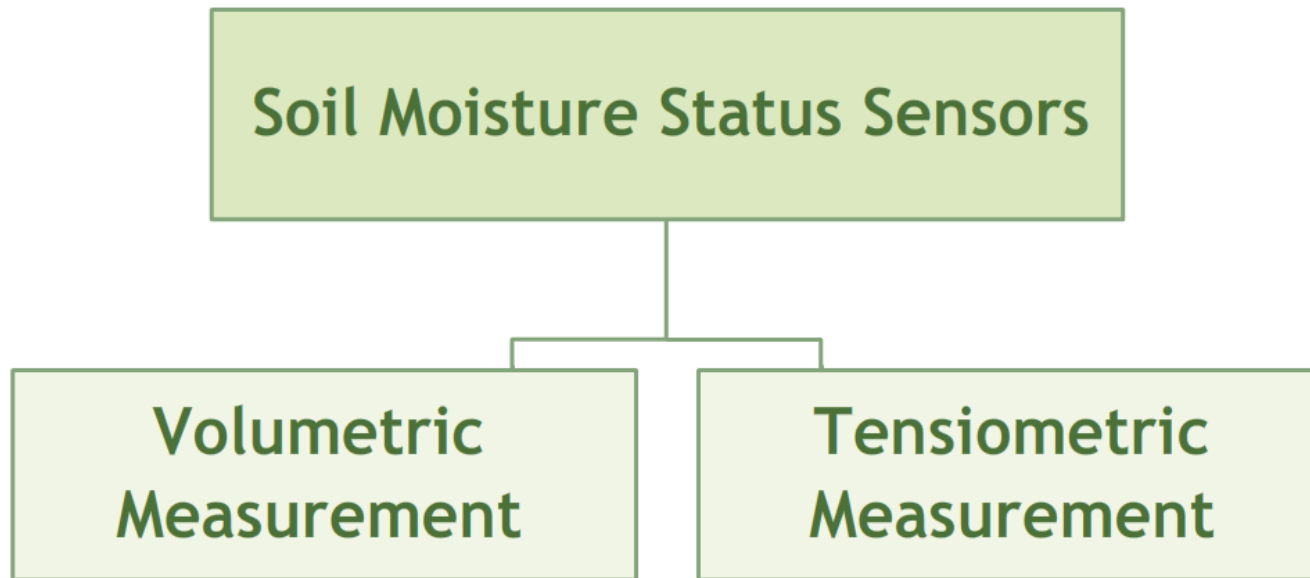 Soil Moisture Status Sensors
Volumetric
Measurement
Tensiometric
Measurement